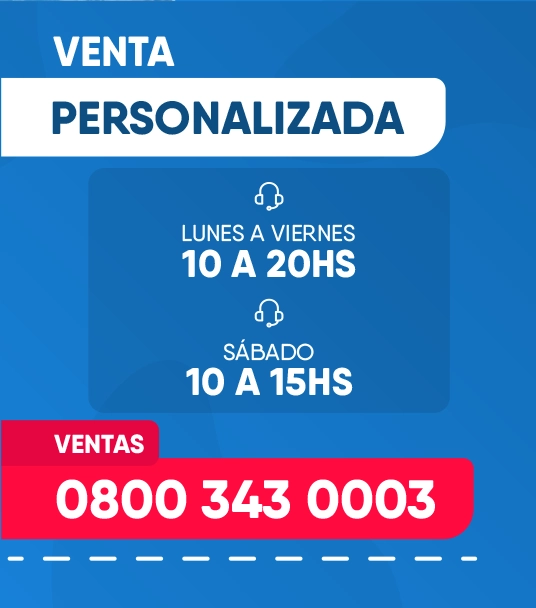 VENTA
PERSONALIZADA
LUNES A VIERNES
10 A 20HS
SÁBADO
10 A 15HS
VENTAS
0800 343 0003